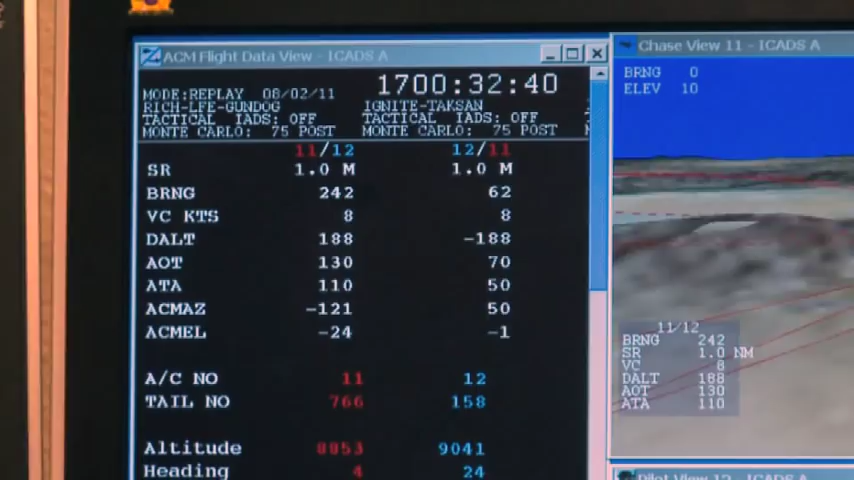 ACM Flight Data View - ICADS A
1700:32:40
MODE:REPLAY 08/02/11
RICH-LFE-GUNDOG IGNITE-TAKSAN
TACTICAL IADS: OFF TACTICAL IADS: OFF
MONTE CARLO: 75 POST MONTE CARLO: 75 POST
11/12 12/11
SR 1.0 M 1.0 M
BRNG 242 62
VC KTS 8 8
DALT 188 -188
AOT 130 70
ATA 110 50
ACMAZ -121 50
ACMEL -24 -1
A/C NO 11 12
TAIL NO 766 158
Altitude 8853 9041
Heading 4 24
Chase View 11 - ICADS A
BRNG 0
ELEV 10
11/12
BRNG 242
SR 1.0 NM
VC 8
DALT 188
AOT 130
ATA 110
Pilot View 12 - ICADS A